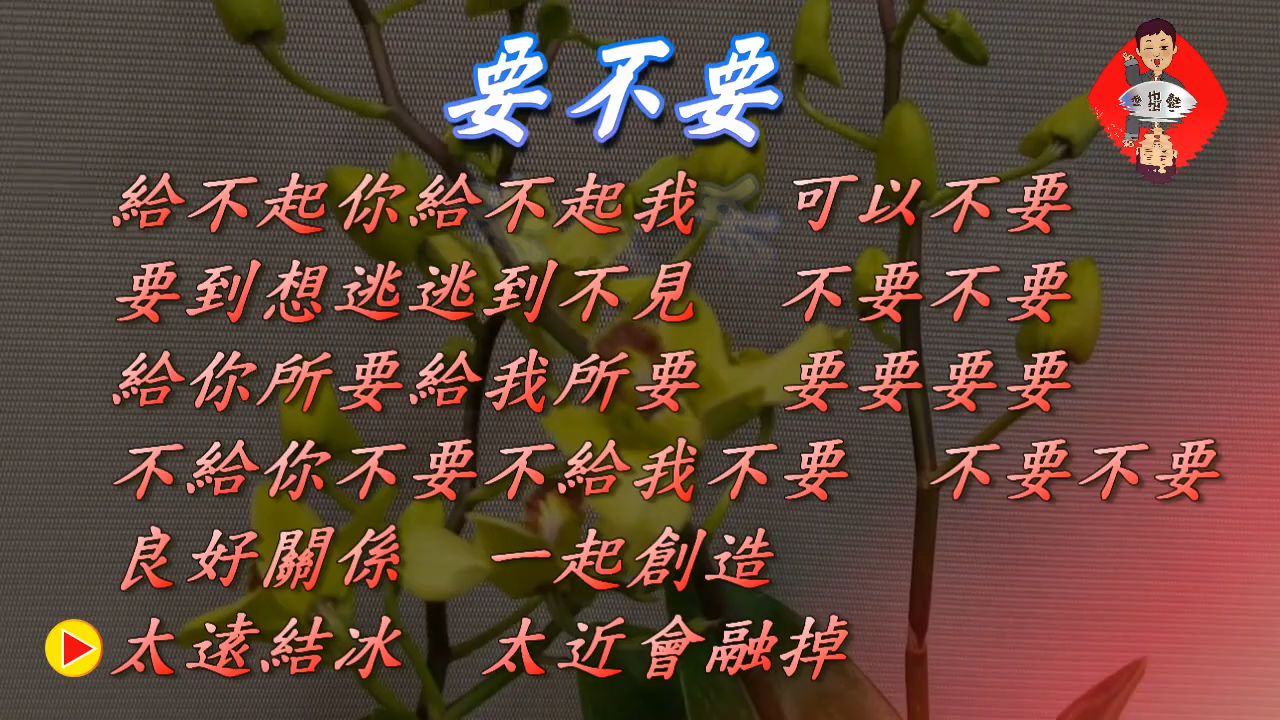 要不要
給不起你給不起我　可以不要
要到想逃逃到不見　不要不要
給你所要給我所要　要要要要
不給你不要不給我不要　不要不要
良好關係　一起創造
太遠結冰　太近會融掉